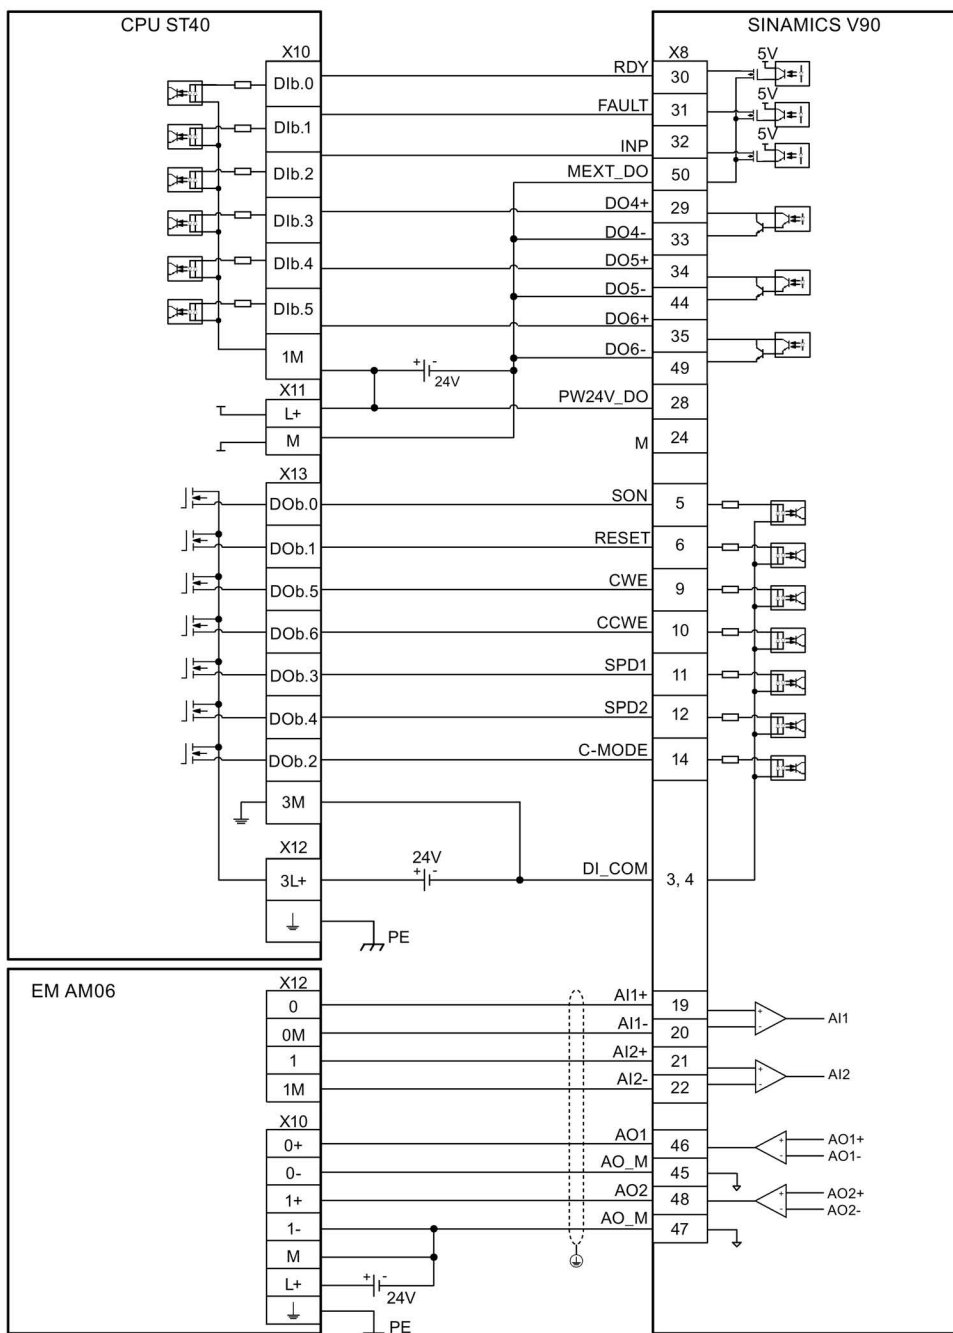 CPU ST40
SINAMICS V90
X10
X8
DIb.0
RDY
30
5V
DIb.1
FAULT
31
5V
DIb.2
INP
32
5V
MEXT_DO
50
DIb.3
DO4+
29
DO4-
33
DIb.4
DO5+
34
DO5-
44
DIb.5
DO6+
35
1M
DO6-
49
+ -
24V
X11
L+
PW24V_DO
28
M
M
24
X13
DOb.0
SON
5
DOb.1
RESET
6
DOb.5
CWE
9
DOb.6
CCWE
10
DOb.3
SPD1
11
DOb.4
SPD2
12
DOb.2
C-MODE
14
3M
X12
24V
+ -
3L+
DI_COM
3, 4
PE
EM AM06
X12
0
AI1+
19
+
-
AI1
0M
AI1-
20
1
AI2+
21
+
-
AI2
1M
AI2-
22
X10
0+
AO1
46
+
-
AO1+
AO1-
0-
AO_M
45
1+
AO2
48
+
-
AO2+
AO2-
1-
AO_M
47
M
L+
+ -
24V
PE